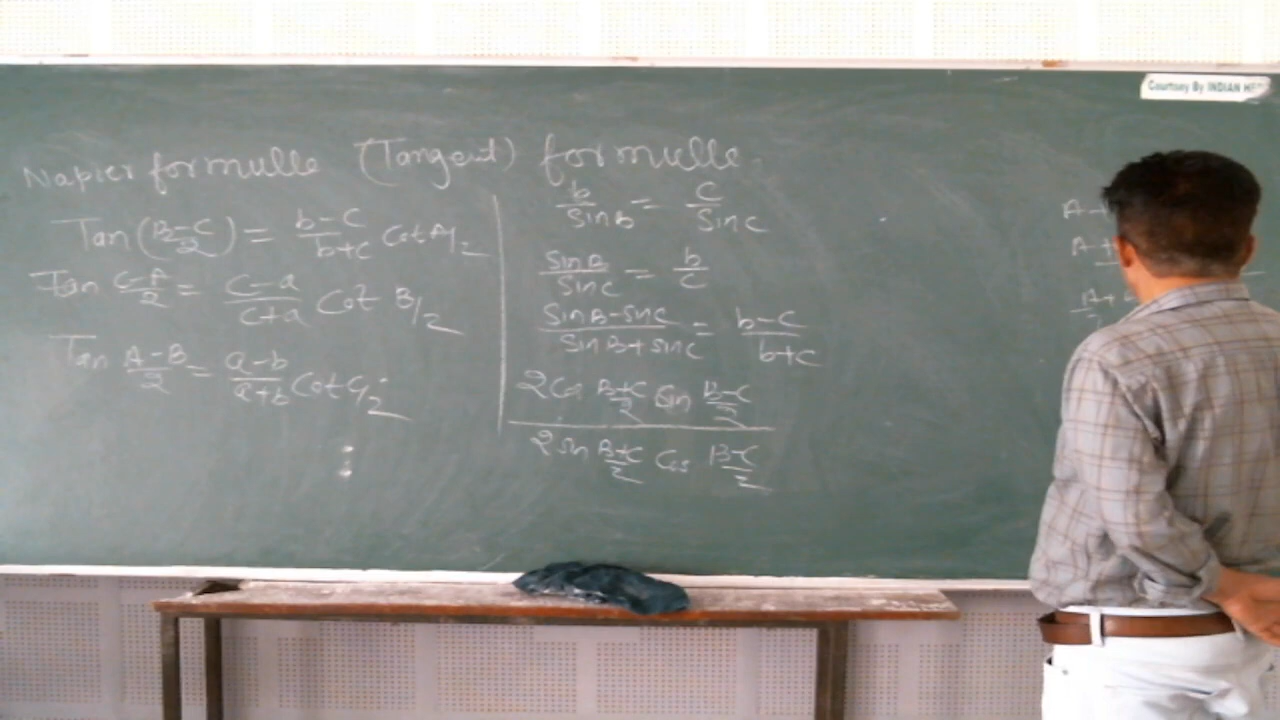 Courtsey By INDIAN
Napier formulle (Tangent) formulle
Tan (B-C/2) = b-c/b+c Cot A/2
Tan C-A/2 = c-a/c+a Cot B/2
Tan A-B/2 = a-b/a+b Cot C/2
b/Sin B = c/Sin C
Sin B/Sin C = b/c
Sin B - Sin C/Sin B + Sin C = b-c/b+c
2 Cos B+C/2 Sin B-C/2
2 Sin B+C/2 Cos B-C/2
A+
A+